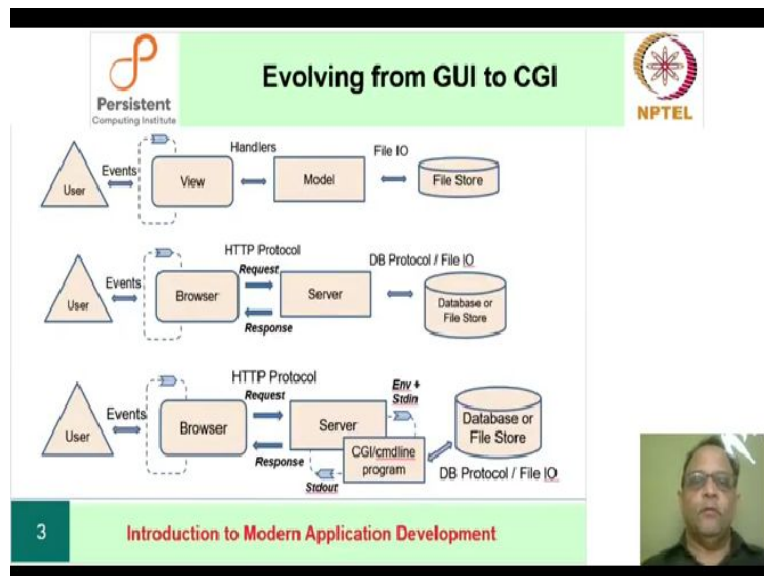 Persistent
Computing Institute
Evolving from GUI to CGI
NPTEL
User
Events
View
Handlers
Model
File IO
File Store
User
Events
Browser
HTTP Protocol
Request
Response
Server
DB Protocol / File IO
Database or
File Store
User
Events
Browser
HTTP Protocol
Request
Response
Server
Env +
Stdin
CGI/cmdline
program
Stdout
Database or
File Store
DB Protocol / File IO
3
Introduction to Modern Application Development